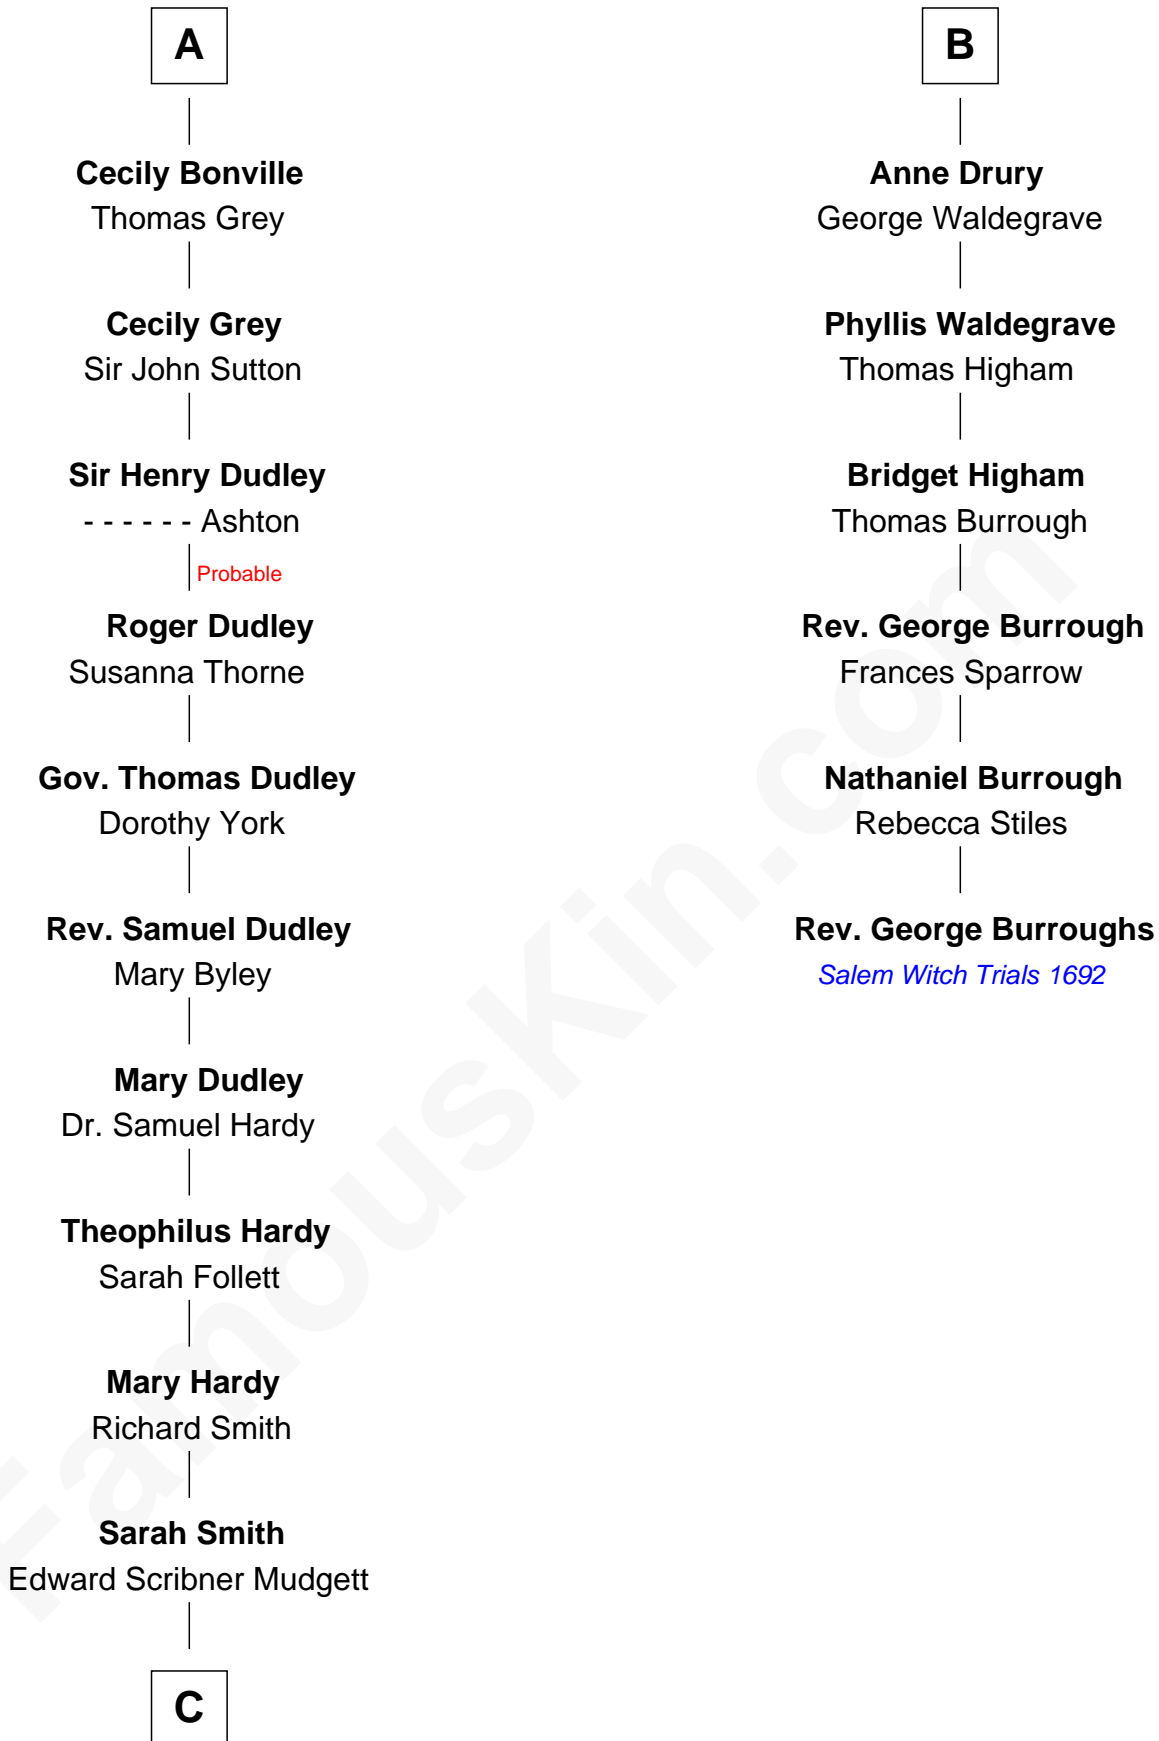 A
Cecily Bonville
Thomas Grey
Cecily Grey
Sir John Sutton
Sir Henry Dudley
- - - - - - Ashton
Probable
Roger Dudley
Susanna Thorne
Gov. Thomas Dudley
Dorothy York
Rev. Samuel Dudley
Mary Byley
Mary Dudley
Dr. Samuel Hardy
Theophilus Hardy
Sarah Follett
Mary Hardy
Richard Smith
Sarah Smith
Edward Scribner Mudgett
C
B
Anne Drury
George Waldegrave
Phyllis Waldegrave
Thomas Higham
Bridget Higham
Thomas Burrough
Rev. George Burrough
Frances Sparrow
Nathaniel Burrough
Rebecca Stiles
Rev. George Burroughs
Salem Witch Trials 1692
FamousKin.com